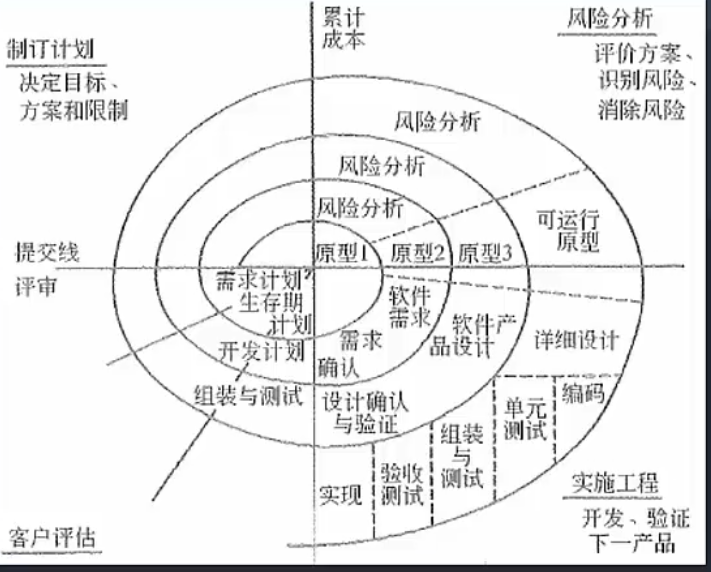 累计
成本
风险分析
评价方案、
识别风险、
消除风险
制订计划
决定目标、
方案和限制
风险分析
风险分析
风险分析
可运行
原型
提交线
原型1
原型2
原型3
评审
需求计划
生存期
计划
软件
需求
需求
确认
软件产
品设计
详细设计
开发计划
组装与测试
设计确认
与验证
组装
与
测试
单元
测试
编码
实现
验收
测试
实施工程
开发、验证
下一产品
客户评估